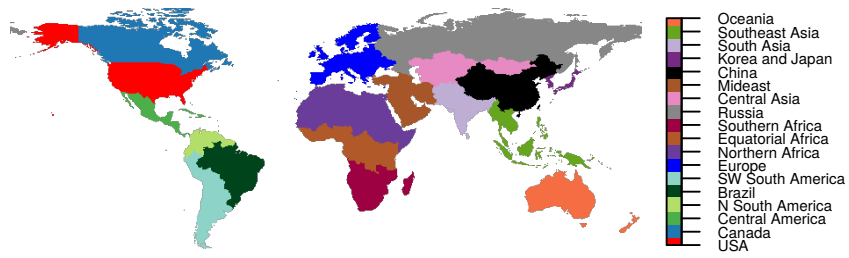 Oceania
Southeast Asia
South Asia
Korea and Japan
China
Mideast
Central Asia
Russia
Southern Africa
Equatorial Africa
Northern Africa
Europe
SW South America
Brazil
N South America
Central America
Canada
USA